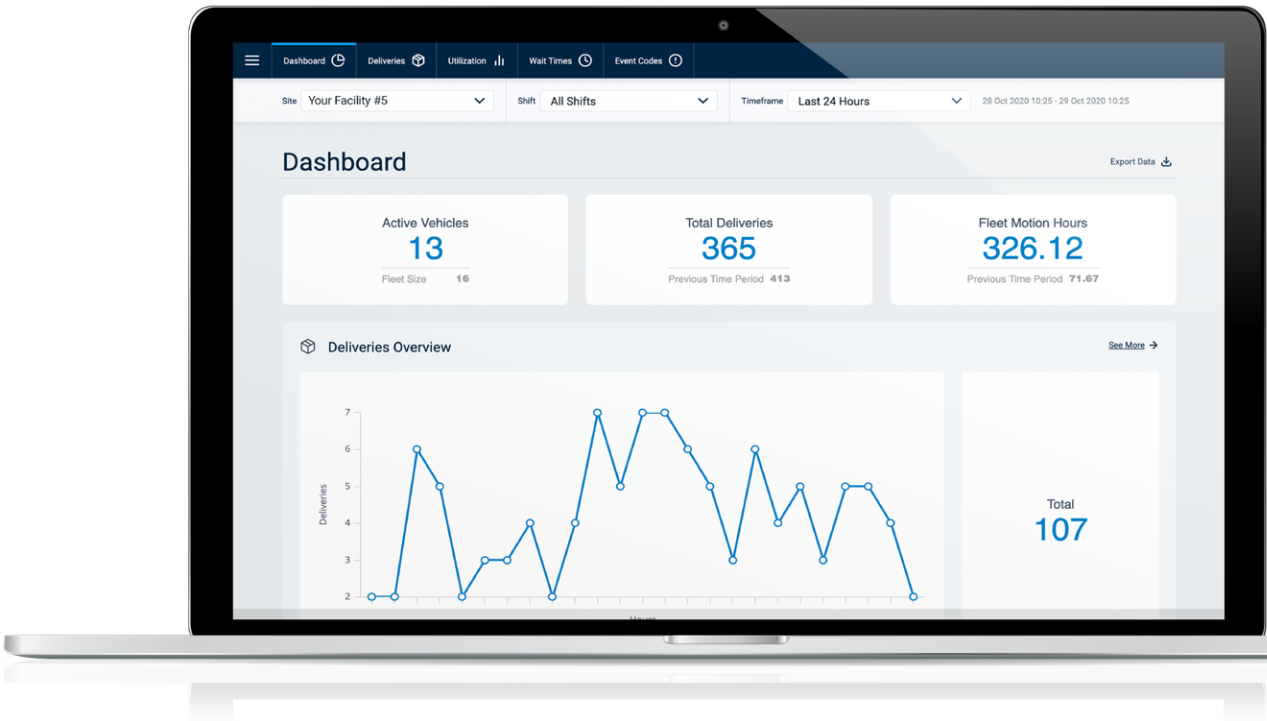 Dashboard Deliveries Utilization Wait Times Event Codes
Site Your Facility #5 Shift All Shifts Timeframe Last 24 Hours 28 Oct 2020 10:25 - 29 Oct 2020 10:25
Dashboard Export Data
Active Vehicles Total Deliveries Fleet Motion Hours
13 365 326.12
Fleet Size 16 Previous Time Period 413 Previous Time Period 71.67
Deliveries Overview See More
7
6
5
4
3
2
Deliveries
Total
107
Hours